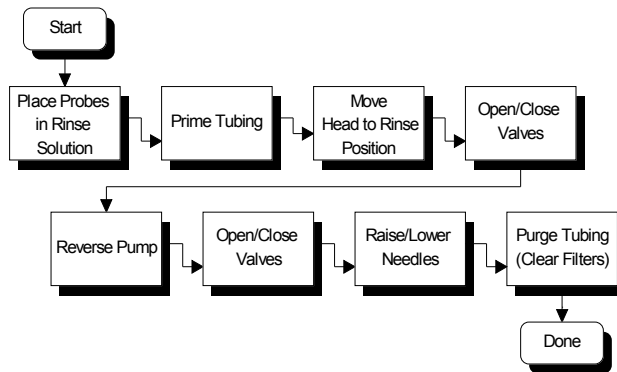 Start
Place Probes
in Rinse
Solution
Prime Tubing
Move
Head to Rinse
Position
Open/Close
Valves
Reverse Pump
Open/Close
Valves
Raise/Lower
Needles
Purge Tubing
(Clear Filters)
Done